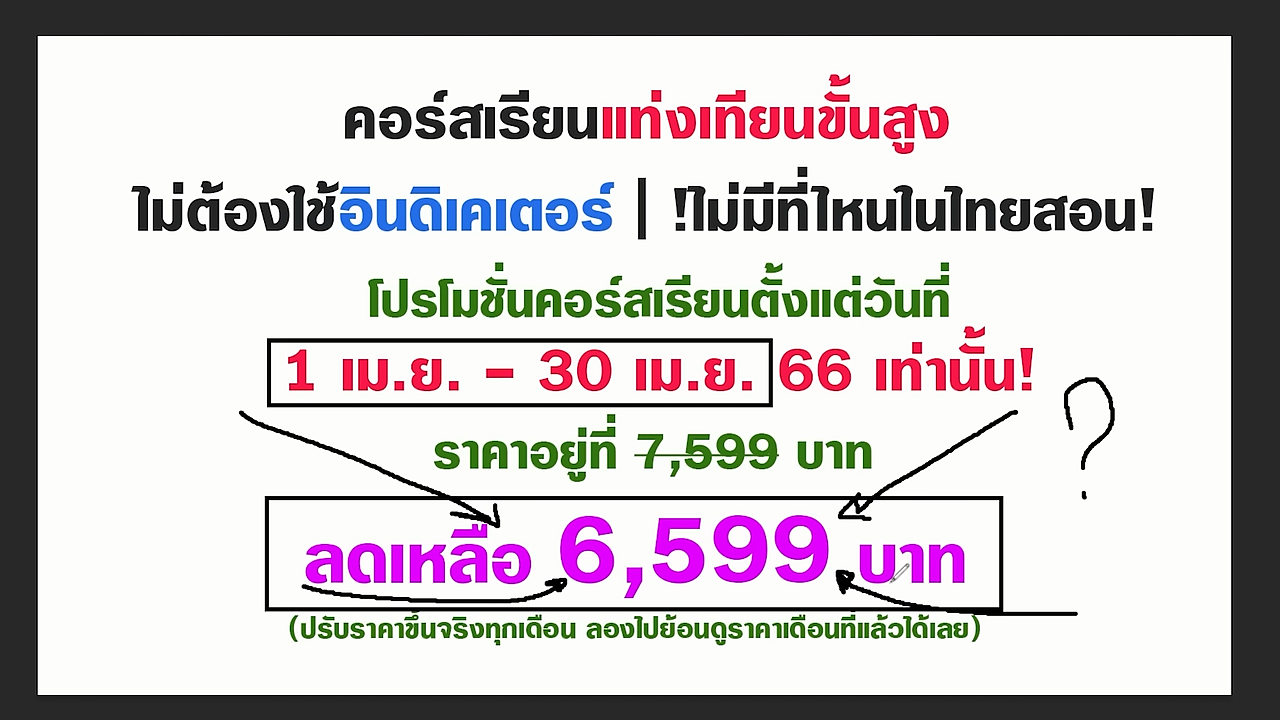 คอร์สเรียนแท่งเทียนขั้นสูง
ไม่ต้องใช้อินดิเคเตอร์ | !ไม่มีที่ไหนในไทยสอน!
โปรโมชั่นคอร์สเรียนตั้งแต่วันที่
1 เม.ย. - 30 เม.ย. 66 เท่านั้น!
ราคาอยู่ที่ 7,599 บาท
?
ลดเหลือ 6,599 บาท
(ปรับราคาขึ้นจริงทุกเดือน ลองไปย้อนดูราคาเดือนที่แล้วได้เลย)